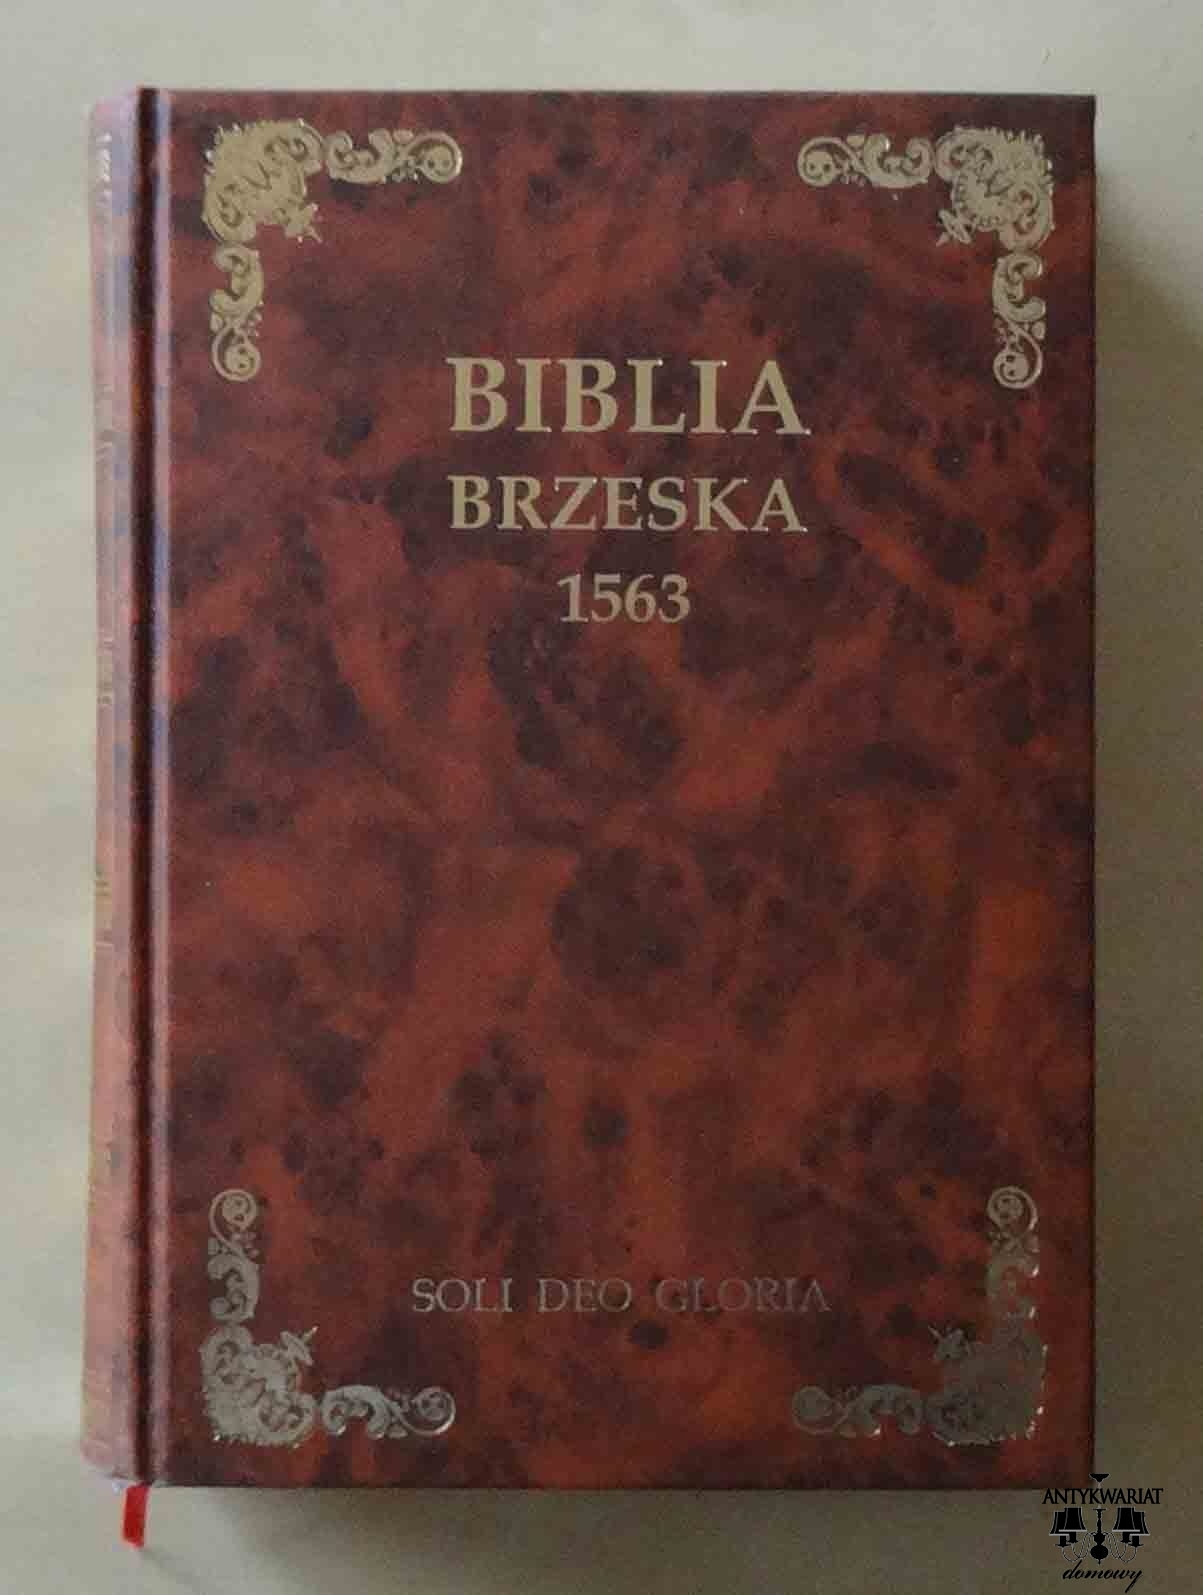 BIBLIA
BRZESKA
1563
SOLI DEO GLORIA
ANTYKWARIAT
domowy